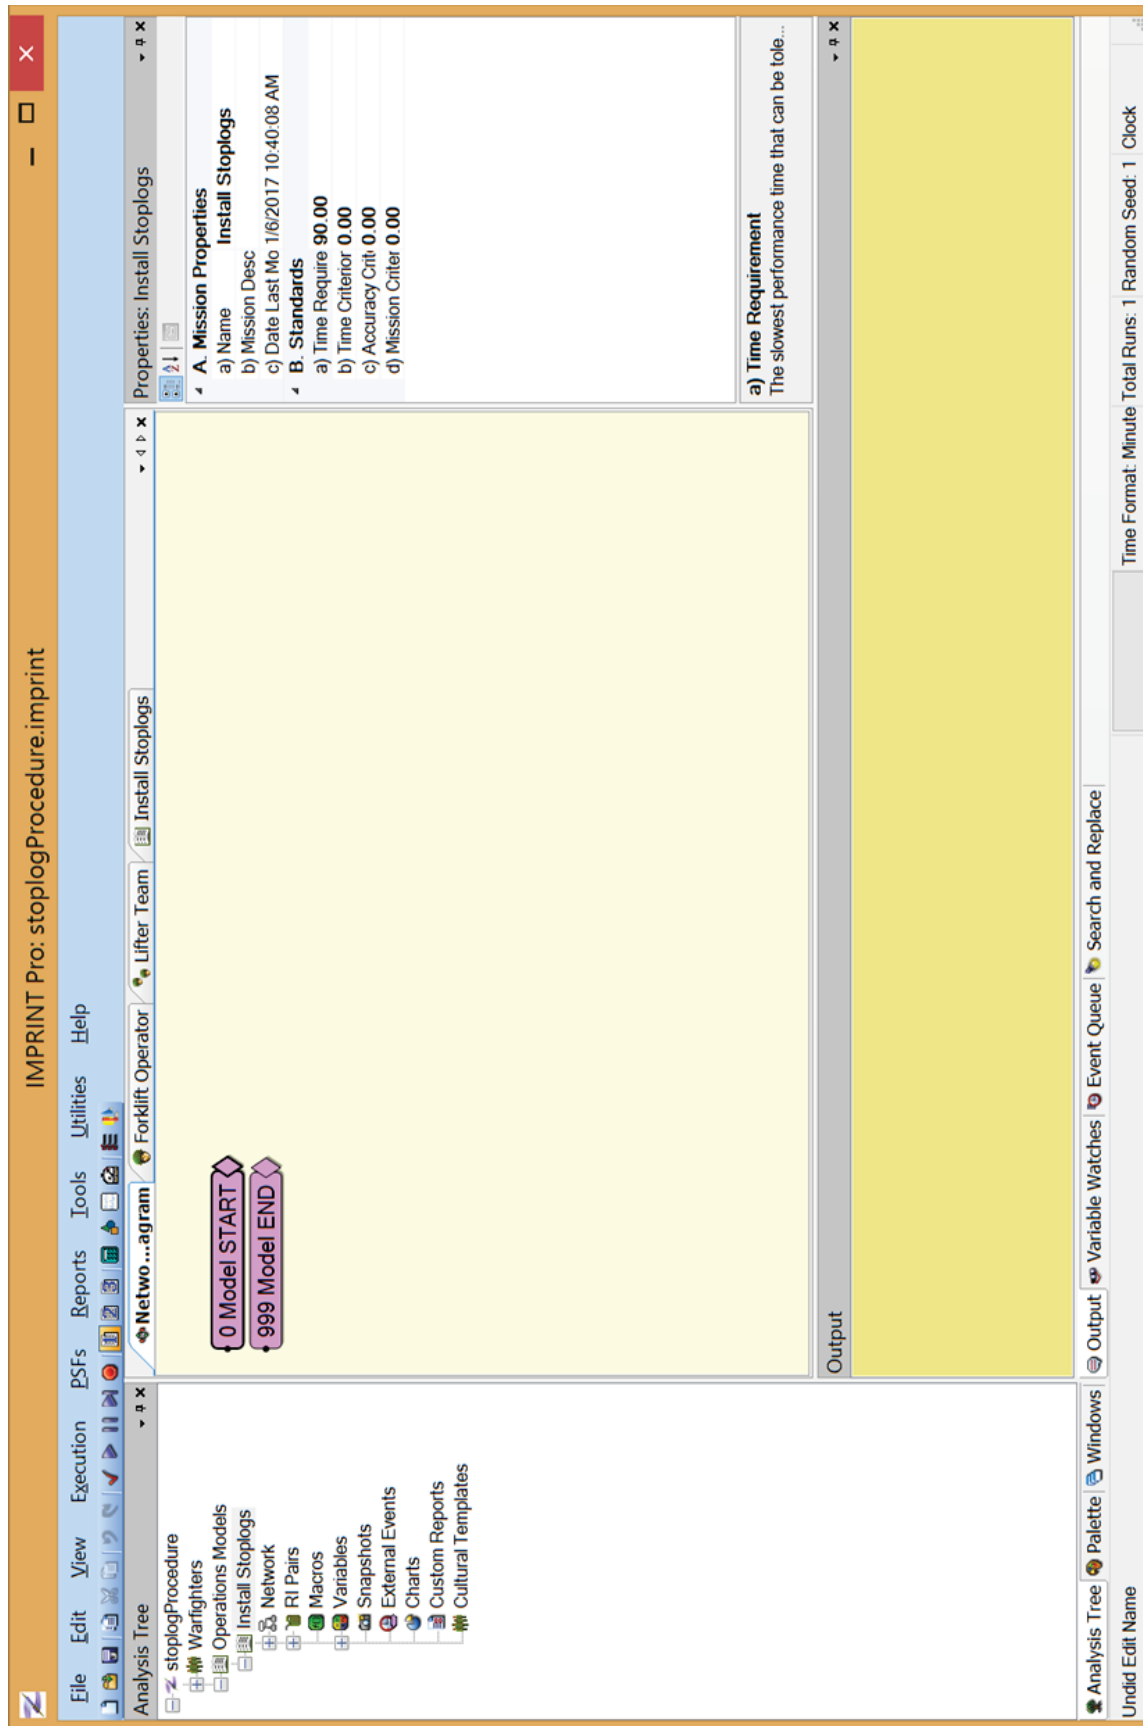 IMPRINT Pro: stoplogProcedure.imprint
File Edit View Execution PSFs Reports Tools Utilities Help
Analysis Tree
stoplogProcedure
Warfighters
Operations Models
Install Stoplogs
Network
RI Pairs
Macros
Variables
Snapshots
External Events
Charts
Custom Reports
Cultural Templates
Analysis Tree Palette Windows
Netwo...agram Forklift Operator Lifter Team Install Stoplogs
0 Model START
999 Model END
Properties: Install Stoplogs
A. Mission Properties
a) Name Install Stoplogs
b) Mission Desc
c) Date Last Mo 1/6/2017 10:40:08 AM
B. Standards
a) Time Require 90.00
b) Time Criterior 0.00
c) Accuracy Crit 0.00
d) Mission Criter 0.00
a) Time Requirement
The slowest performance time that can be tole...
Output
Output Variable Watches Event Queue Search and Replace
Undid Edit Name Time Format: Minute Total Runs: 1 Random Seed: 1 Clock